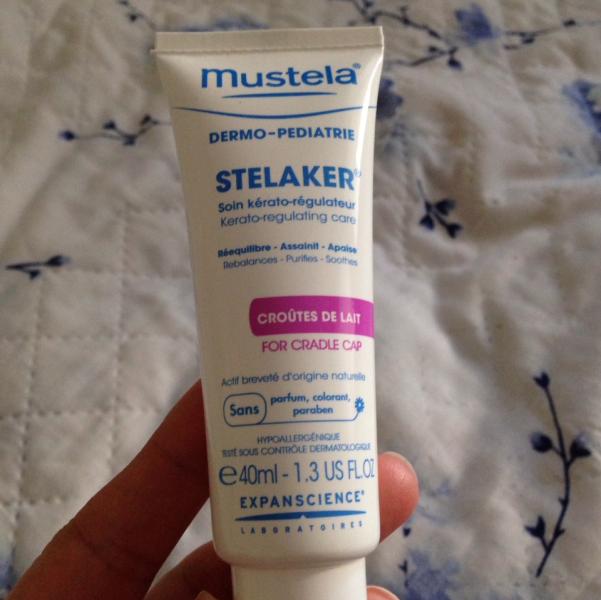 mustela®
DERMO-PEDIATRIE
STELAKER®
Soin kérato-régulateur
Kerato-regulating care
Rééquilibre - Assainit - Apaise
Rebalances - Purifies - Soothes
CROÛTES DE LAIT
FOR CRADLE CAP
Actif breveté d'origine naturelle
Sans parfum, colorant,
paraben
HYPOALLERGÉNIQUE
TESTÉ SOUS CONTRÔLE DERMATOLOGIQUE
℮40ml - 1.3 US FL.OZ
EXPANSCIENCE®
LABORATOIRES